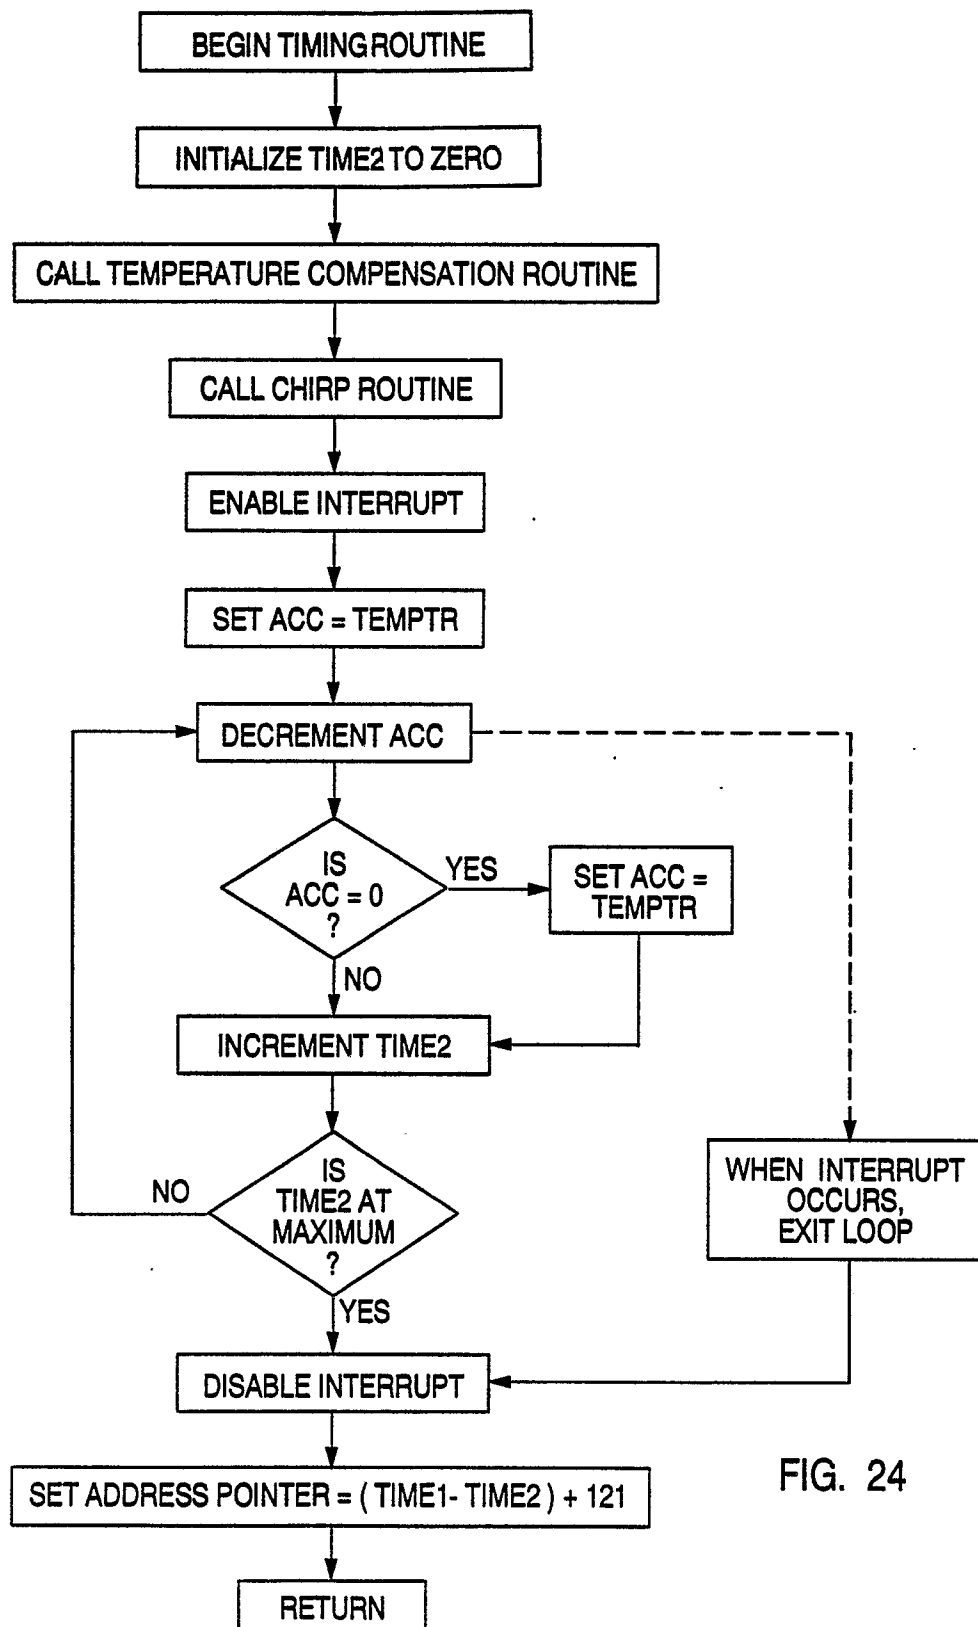 BEGIN TIMING ROUTINE
INITIALIZE TIME2 TO ZERO
CALL TEMPERATURE COMPENSATION ROUTINE
CALL CHIRP ROUTINE
ENABLE INTERRUPT
SET ACC = TEMPTR
DECREMENT ACC
IS
ACC = 0
?
YES
SET ACC =
TEMPTR
NO
INCREMENT TIME2
IS
TIME2 AT
MAXIMUM
?
NO
YES
WHEN INTERRUPT
OCCURS,
EXIT LOOP
DISABLE INTERRUPT
SET ADDRESS POINTER = ( TIME1- TIME2 ) + 121
RETURN
FIG. 24